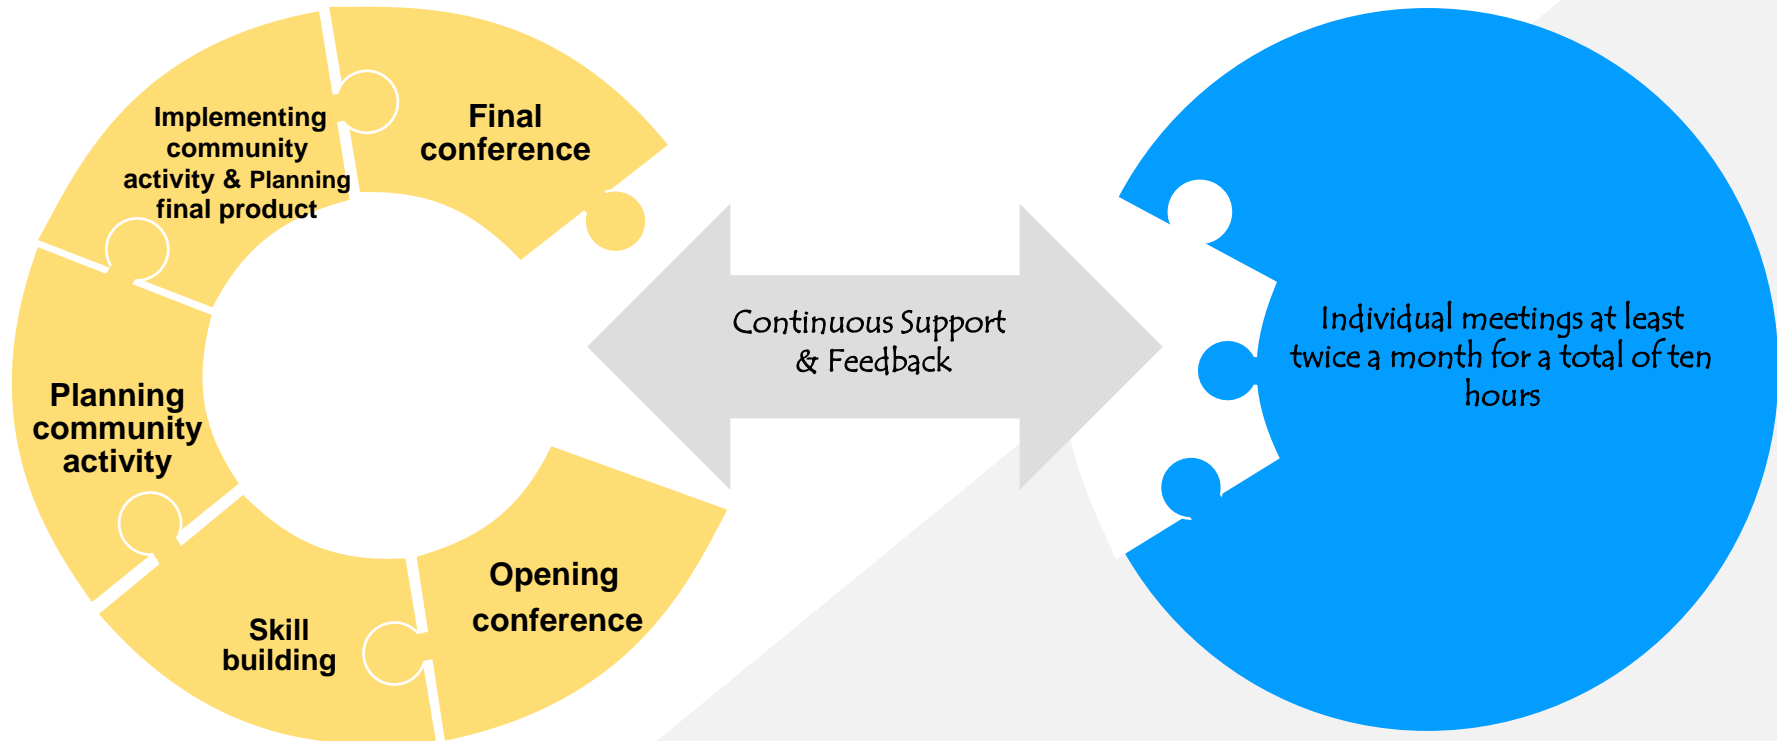 Final
conference
Implementing
community
activity & Planning
final product
Planning
community
activity
Skill
building
Opening
conference
Continuous Support
& Feedback
Individual meetings at least
twice a month for a total of ten
hours